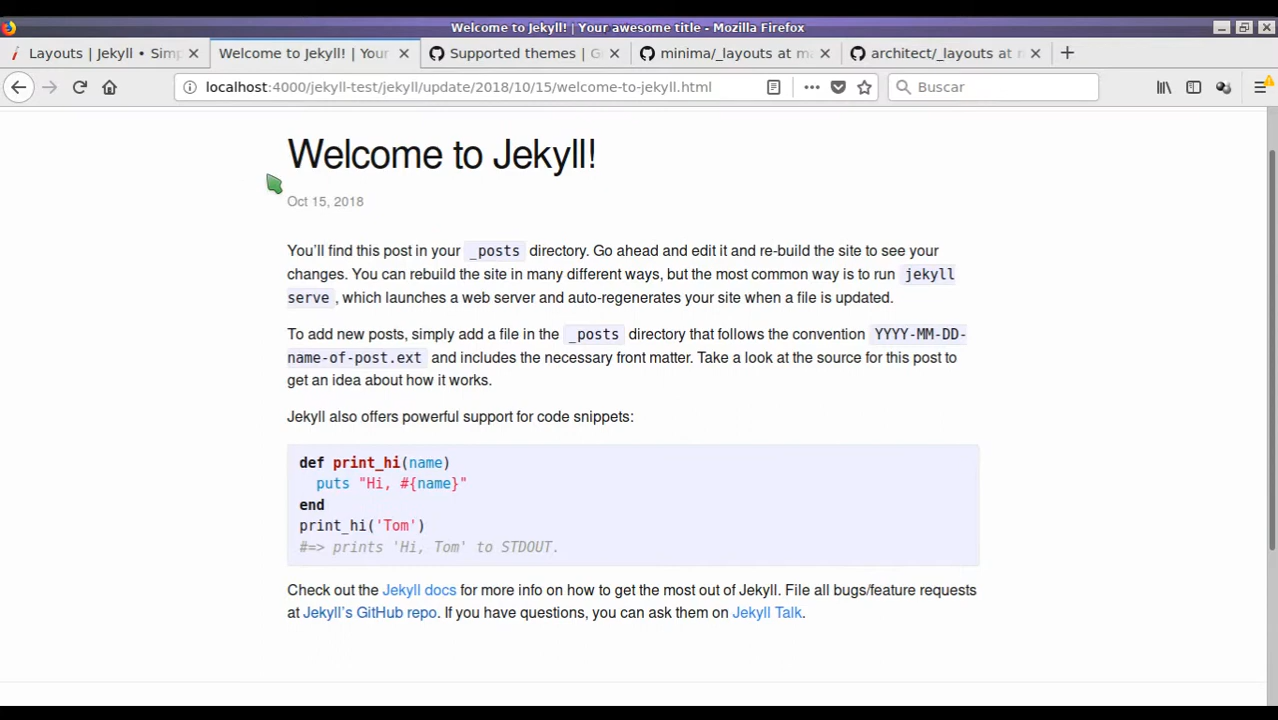 Welcome to Jekyll! | Your awesome title - Mozilla Firefox
Layouts | Jekyll • Simp
Welcome to Jekyll! | Your
Supported themes | G
minima/_layouts at ma
architect/_layouts at m
localhost:4000/jekyll-test/jekyll/update/2018/10/15/welcome-to-jekyll.html
Buscar
Welcome to Jekyll!
Oct 15, 2018
You’ll find this post in your _posts directory. Go ahead and edit it and re-build the site to see your
changes. You can rebuild the site in many different ways, but the most common way is to run jekyll
serve , which launches a web server and auto-regenerates your site when a file is updated.
To add new posts, simply add a file in the _posts directory that follows the convention YYYY-MM-DD-
name-of-post.ext and includes the necessary front matter. Take a look at the source for this post to
get an idea about how it works.
Jekyll also offers powerful support for code snippets:
def print_hi(name)
puts "Hi, #{name}"
end
print_hi('Tom')
#=> prints 'Hi, Tom' to STDOUT.
Check out the Jekyll docs for more info on how to get the most out of Jekyll. File all bugs/feature requests
at Jekyll’s GitHub repo. If you have questions, you can ask them on Jekyll Talk.